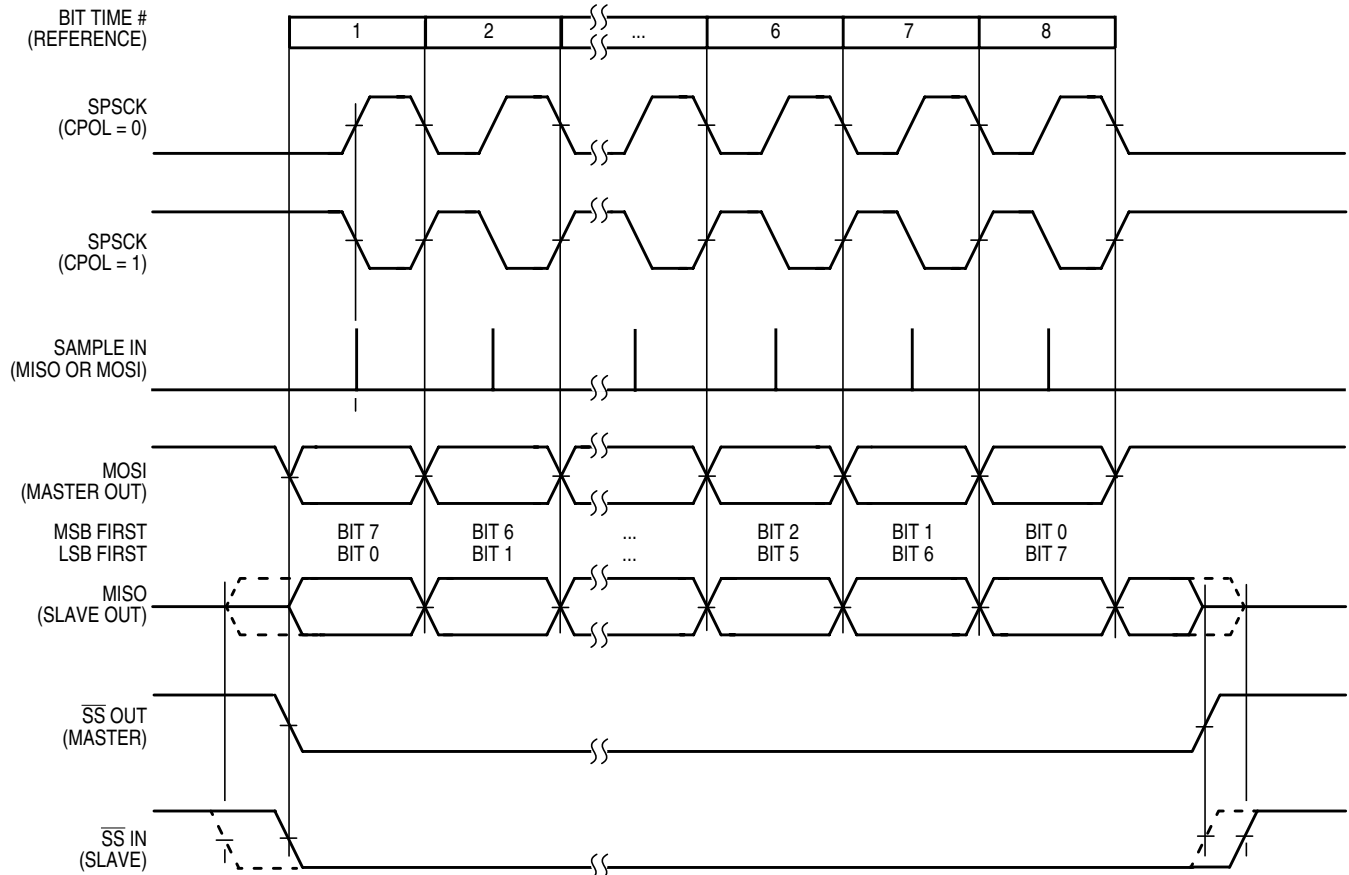 BIT TIME #
(REFERENCE)
1 2 ... 6 7 8
SPSCK
(CPOL = 0)
SPSCK
(CPOL = 1)
SAMPLE IN
(MISO OR MOSI)
MOSI
(MASTER OUT)
MSB FIRST BIT 7 BIT 6 ... BIT 2 BIT 1 BIT 0
LSB FIRST BIT 0 BIT 1 ... BIT 5 BIT 6 BIT 7
MISO
(SLAVE OUT)
S̅S̅ OUT
(MASTER)
S̅S̅ IN
(SLAVE)